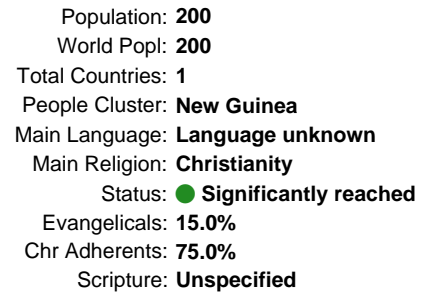 Population: 200
World Popl: 200
Total Countries: 1
People Cluster: New Guinea
Main Language: Language unknown
Main Religion: Christianity
Status: Significantly reached
Evangelicals: 15.0%
Chr Adherents: 75.0%
Scripture: Unspecified